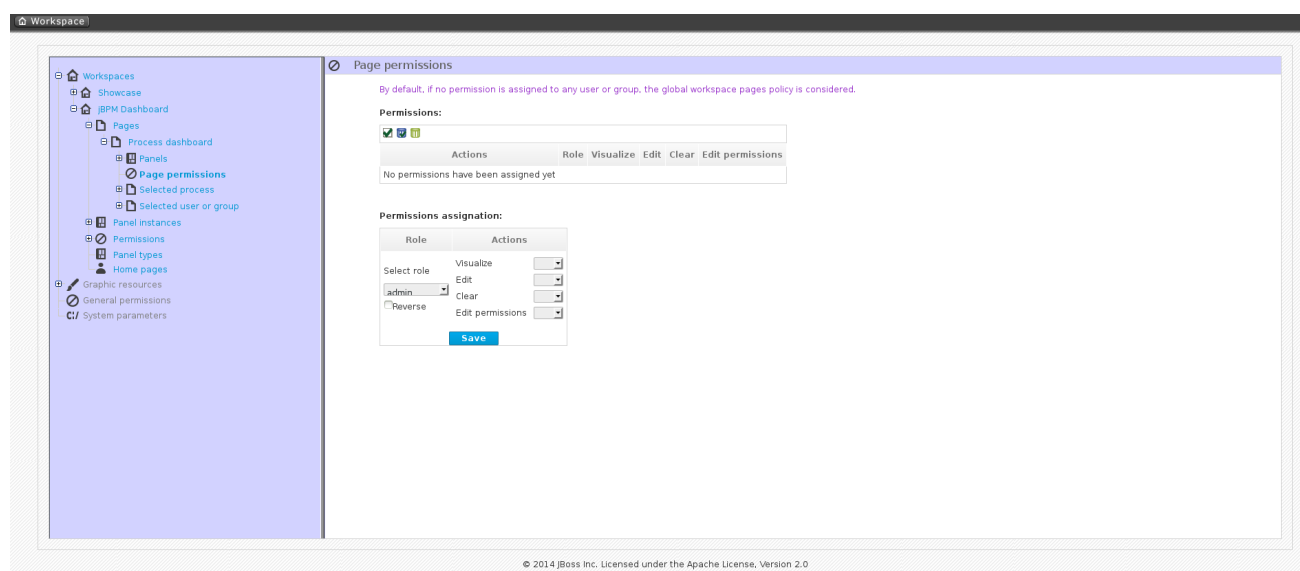 Workspace
Workspaces
Showcase
jBPM Dashboard
Pages
Process dashboard
Panels
Page permissions
Selected process
Selected user or group
Panel instances
Permissions
Panel types
Home pages
Graphic resources
General permissions
C:/ System parameters
Page permissions
By default, if no permission is assigned to any user or group, the global workspace pages policy is considered.
Permissions:
Actions Role Visualize Edit Clear Edit permissions
No permissions have been assigned yet
Permissions assignation:
Role Actions
Select role
admin
Reverse
Visualize
Edit
Clear
Edit permissions
Save
© 2014 JBoss Inc. Licensed under the Apache License, Version 2.0